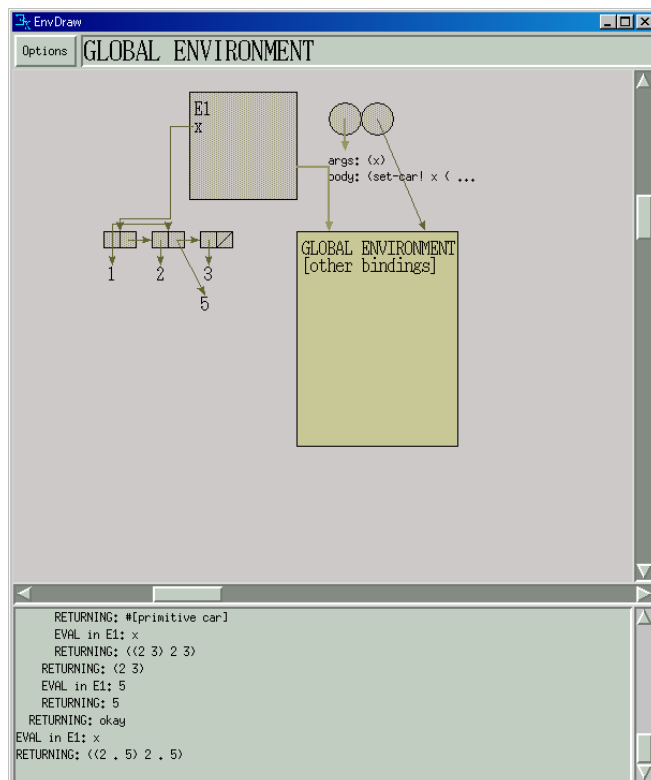 EnvDraw
Options GLOBAL ENVIRONMENT
E1
x
args: (x)
body: (set-car! x ( ...
GLOBAL ENVIRONMENT
[other bindings]
1 2 3
5
RETURNING: #[primitive car]
EVAL in E1: x
RETURNING: ((2 3) 2 3)
RETURNING: (2 3)
EVAL in E1: 5
RETURNING: 5
RETURNING: okay
EVAL in E1: x
RETURNING: ((2 . 5) 2 . 5)